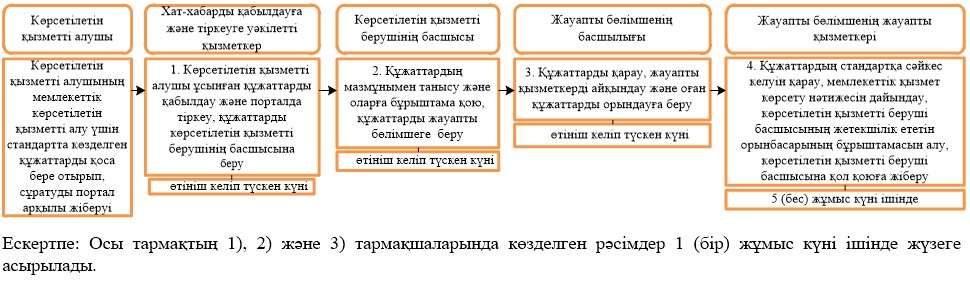 Көрсетілетін
қызметті алушы
Хат-хабарды қабылдауға
және тіркеуге уәкілетті
қызметкер
Көрсетілетін қызметті
берушінің басшысы
Жауапты бөлімшенің
басшылығы
Жауапты бөлімшенің жауапты
қызметкері
Көрсетілетін
қызметті алушының
мемлекеттік
көрсетілетін
қызметті алу үшін
стандартта көзделген
құжаттарды қоса
бере отырып,
сұратуды портал
арқылы жіберуі
1. Көрсетілетін қызметті
алушы ұсынған құжаттарды
қабылдау және порталда
тіркеу, құжаттарды
көрсетілетін қызметті
берушінің басшысына
беру
өтініш келіп түскен күні
2. Құжаттардың
мазмұнымен танысу және
оларға бұрыштама қою,
құжаттарды жауапты
бөлімшеге беру
өтініш келіп түскен күні
3. Құжаттарды қарау, жауапты
қызметкерді айқындау және оған
құжаттарды орындауға беру
өтініш келіп түскен күні
4. Құжаттардың стандартқа сәйкес
келуін қарау, мемлекеттік қызмет
көрсету нәтижесін дайындау,
көрсетілетін қызметті беруші
басшысының жетекшілік ететін
орынбасарының бұрыштамасын алу,
көрсетілетін қызметті беруші
басшысына қол қоюға жіберу
5 (бес) жұмыс күні ішінде
Ескертпе: Осы тармақтың 1), 2) және 3) тармақшаларында көзделген рәсімдер 1 (бір) жұмыс күні ішінде жүзеге
асырылады.